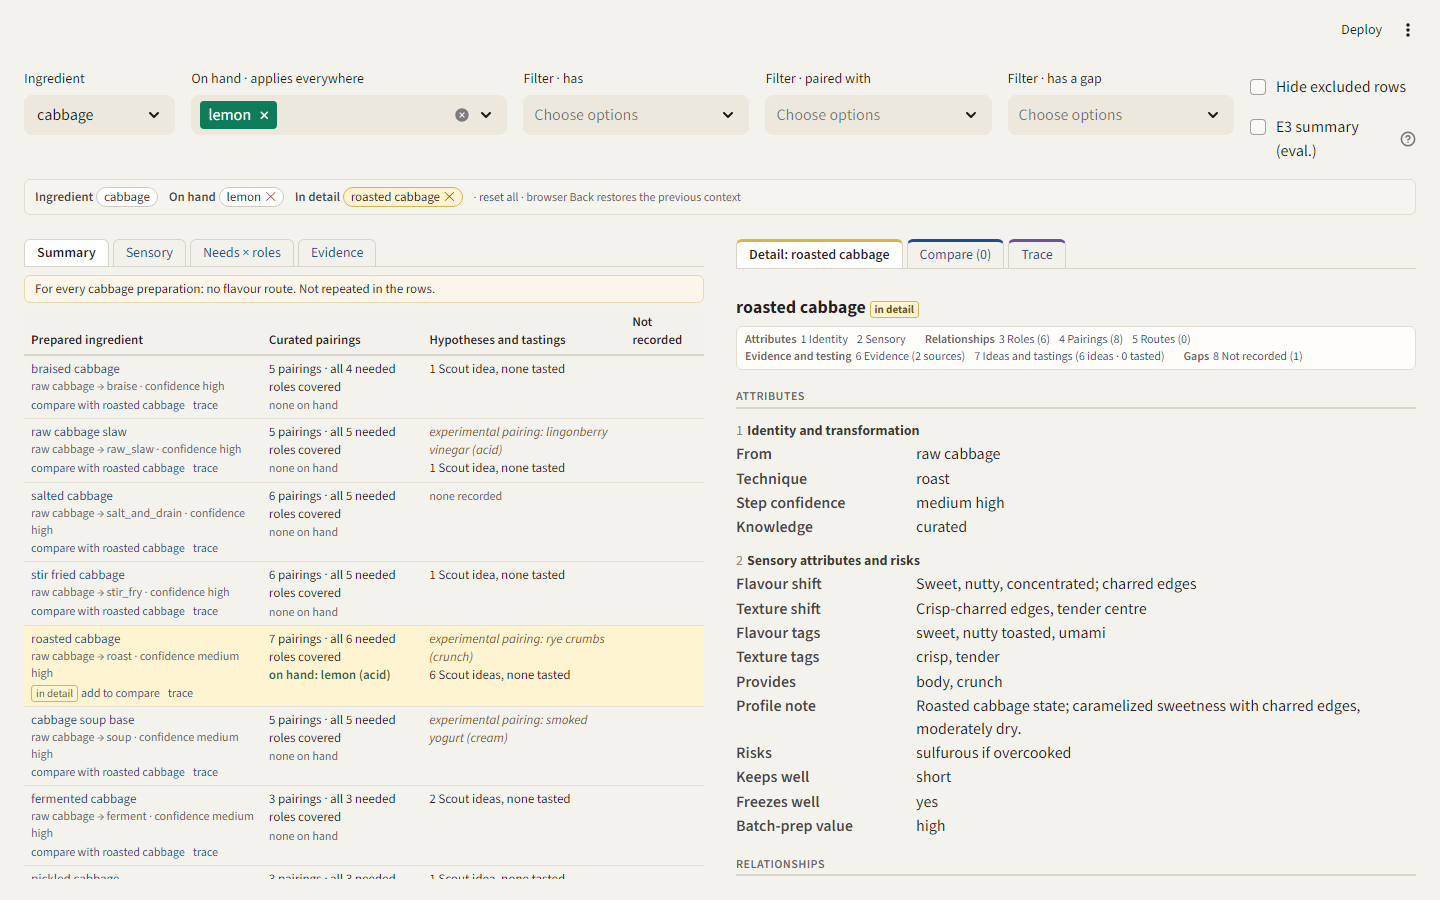 Deploy
Ingredient
On hand · applies everywhere
Filter · has
Filter · paired with
Filter · has a gap
Hide excluded rows
cabbage
lemon ×
Choose options
Choose options
Choose options
E3 summary
(eval.)
Ingredient cabbage On hand lemon × In detail roasted cabbage × · reset all · browser Back restores the previous context
Summary
Sensory
Needs × roles
Evidence
For every cabbage preparation: no flavour route. Not repeated in the rows.
Prepared ingredient
Curated pairings
Hypotheses and tastings
Not
recorded
braised cabbage
raw cabbage → braise · confidence high
compare with roasted cabbage trace
5 pairings · all 4 needed
roles covered
none on hand
1 Scout idea, none tasted
raw cabbage slaw
raw cabbage → raw_slaw · confidence high
compare with roasted cabbage trace
5 pairings · all 5 needed
roles covered
none on hand
experimental pairing: lingonberry
vinegar (acid)
1 Scout idea, none tasted
salted cabbage
raw cabbage → salt_and_drain · confidence
high
compare with roasted cabbage trace
6 pairings · all 5 needed
roles covered
none on hand
none recorded
stir fried cabbage
raw cabbage → stir_fry · confidence high
compare with roasted cabbage trace
6 pairings · all 5 needed
roles covered
none on hand
1 Scout idea, none tasted
roasted cabbage
raw cabbage → roast · confidence medium
high
in detail add to compare trace
7 pairings · all 6 needed
roles covered
on hand: lemon (acid)
experimental pairing: rye crumbs
(crunch)
6 Scout ideas, none tasted
cabbage soup base
raw cabbage → soup · confidence medium
high
compare with roasted cabbage trace
5 pairings · all 5 needed
roles covered
none on hand
experimental pairing: smoked
yogurt (cream)
fermented cabbage
raw cabbage → ferment · confidence medium
high
compare with roasted cabbage trace
3 pairings · all 3 needed
roles covered
none on hand
2 Scout ideas, none tasted
pickled cabbage
3 pairings · all 3 needed
1 Scout idea, none tasted
Detail: roasted cabbage
Compare (0)
Trace
roasted cabbage in detail
Attributes 1 Identity 2 Sensory Relationships 3 Roles (6) 4 Pairings (8) 5 Routes (0)
Evidence and testing 6 Evidence (2 sources) 7 Ideas and tastings (6 ideas · 0 tasted) Gaps 8 Not recorded (1)
ATTRIBUTES
1 Identity and transformation
From raw cabbage
Technique roast
Step confidence medium high
Knowledge curated
2 Sensory attributes and risks
Flavour shift Sweet, nutty, concentrated; charred edges
Texture shift Crisp-charred edges, tender centre
Flavour tags sweet, nutty toasted, umami
Texture tags crisp, tender
Provides body, crunch
Profile note Roasted cabbage state; caramelized sweetness with charred edges,
moderately dry.
Risks sulfurous if overcooked
Keeps well short
Freezes well yes
Batch-prep value high
RELATIONSHIPS